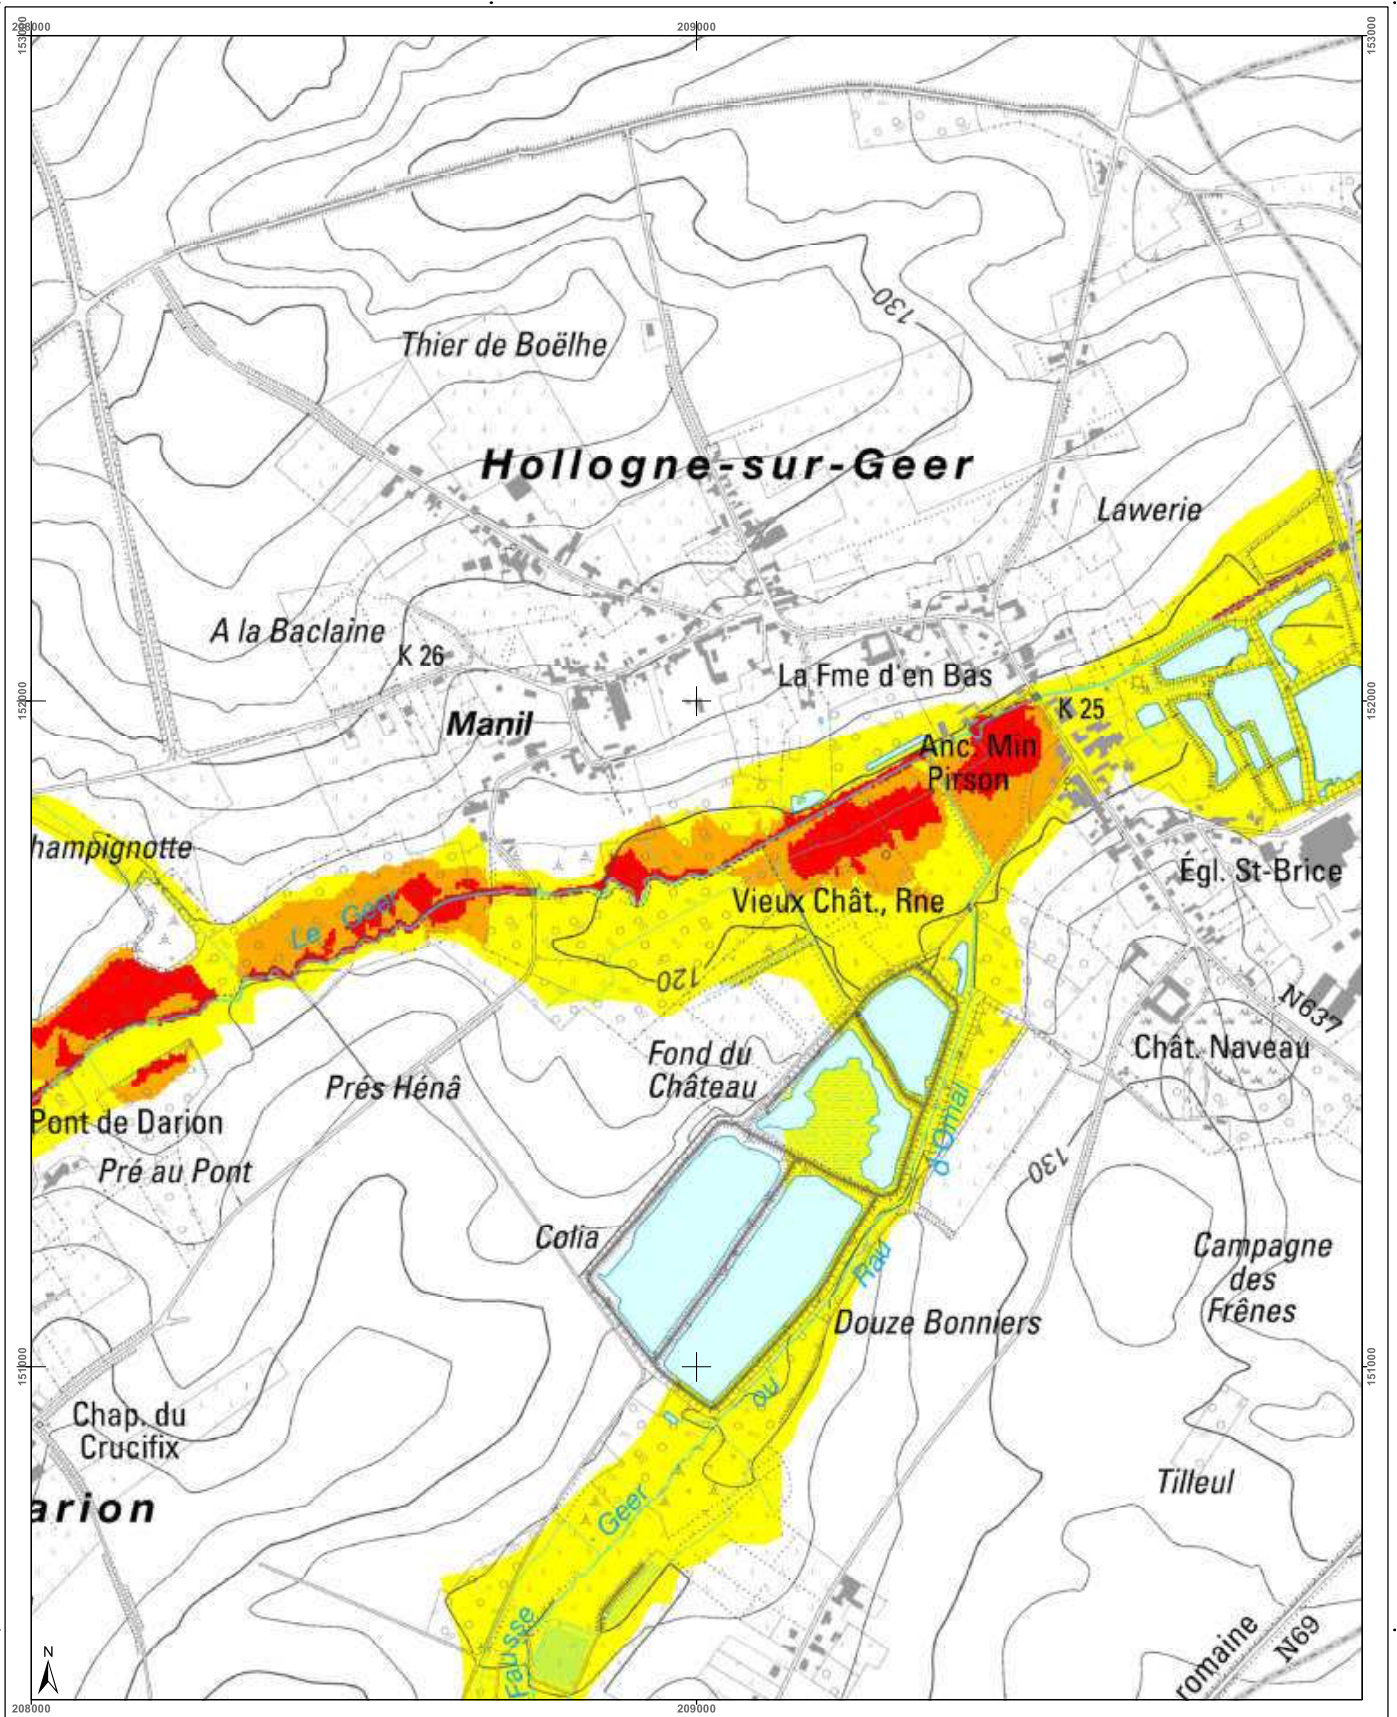 208000
209000
153000
153000
130
Thier de Boëlhe
Hollogne-sur-Geer
Lawerie
A la Baclaine
K 26
La Fme d'en Bas
152000
152000
Manil
K 25
Anc. Min
Pirson
hampignotte
Égl. St-Brice
Le Geer
Vieux Chât., Rne
120
N637
Fond du
Château
Chât. Naveau
Prés Hénâ
Pont de Darion
d'Omal
130
Pré au Pont
Colia
Rau
Campagne
des
Frênes
Douze Bonniers
151000
151000
ou
Chap. du
Crucifix
Tilleul
arion
Geer
Fausse
romaine
N69
N
208000
209000